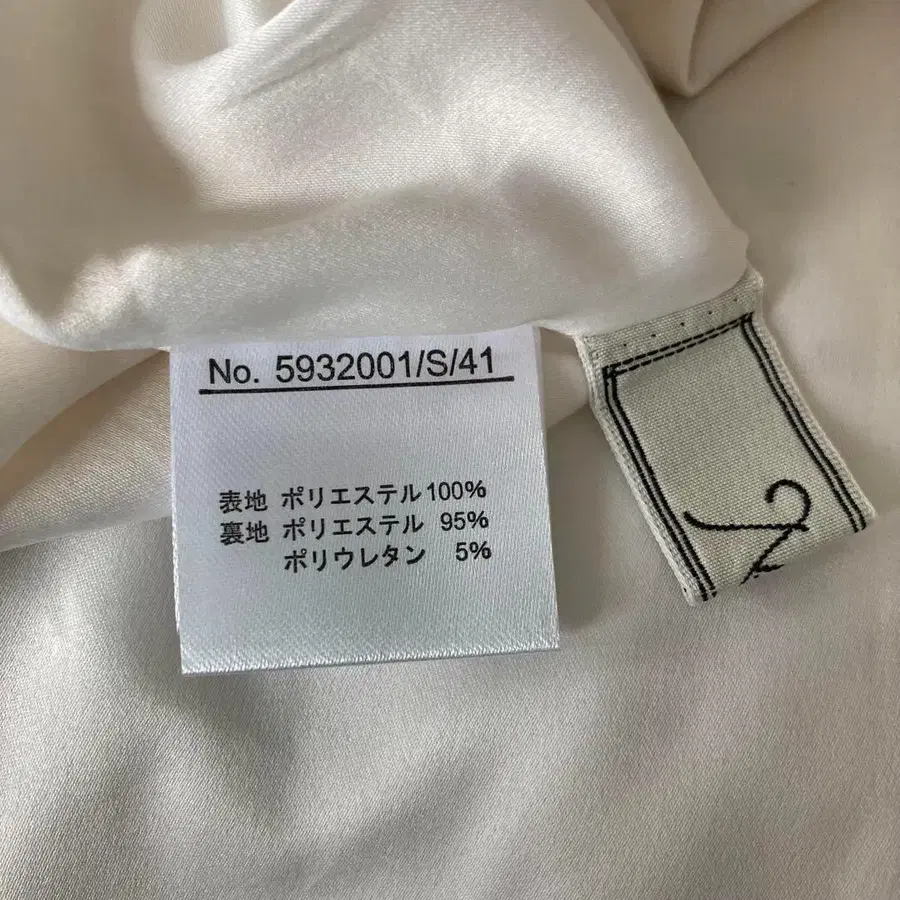 No. 5932001/S/41
表地 ポリエステル 100%
裏地 ポリエステル 95%
ポリウレタン 5%